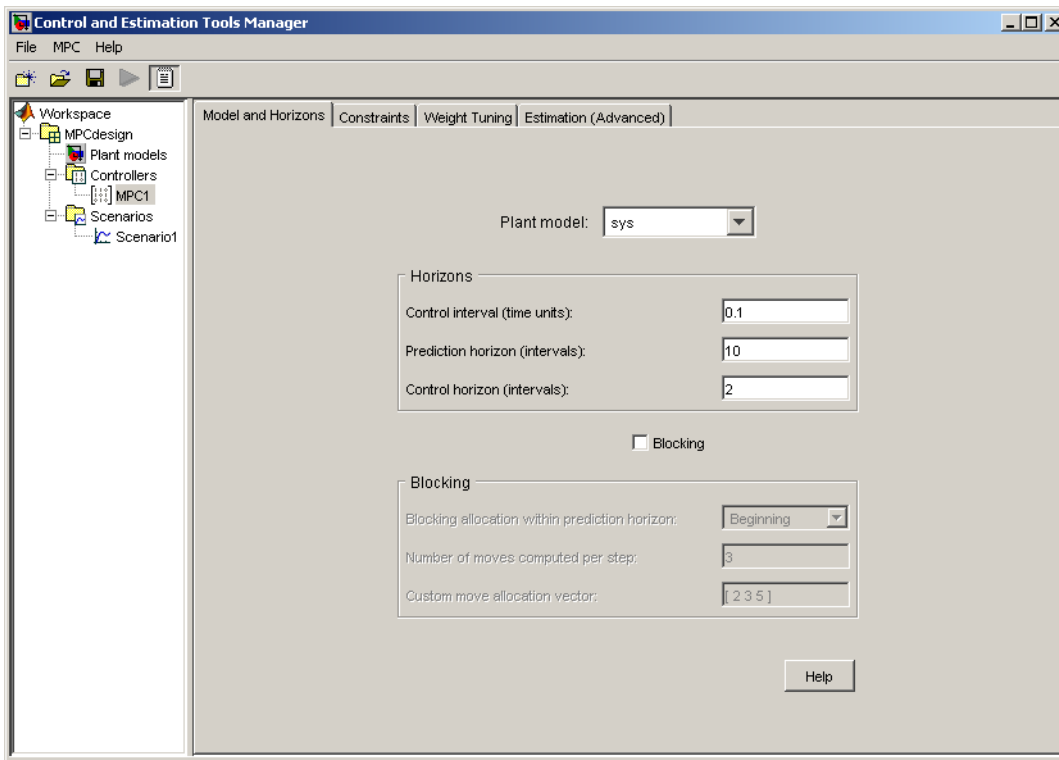 Control and Estimation Tools Manager
File MPC Help
Workspace
MPCdesign
Plant models
Controllers
MPC1
Scenarios
Scenario1
Model and Horizons Constraints Weight Tuning Estimation (Advanced)
Plant model: sys
Horizons
Control interval (time units): 0.1
Prediction horizon (intervals): 10
Control horizon (intervals): 2
Blocking
Blocking
Blocking allocation within prediction horizon: Beginning
Number of moves computed per step: 3
Custom move allocation vector: [ 2 3 5 ]
Help